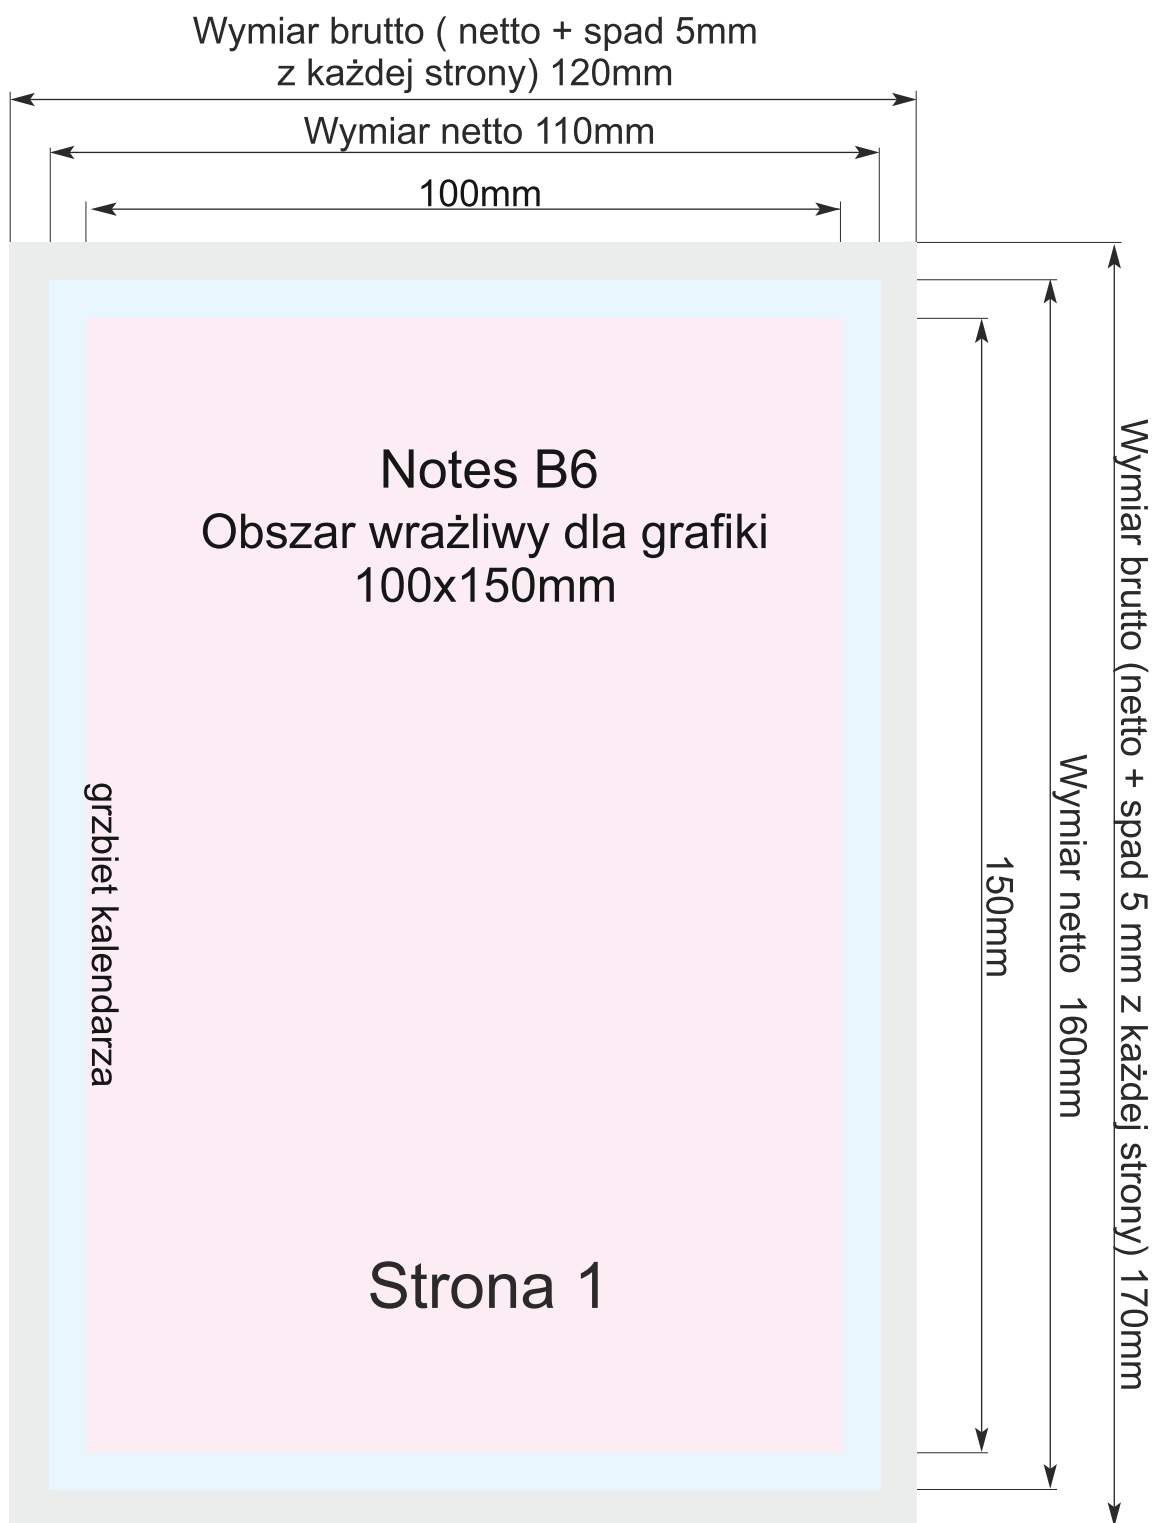 Wymiar brutto ( netto + spad 5mm
z każdej strony) 120mm
Wymiar netto 110mm
100mm
Notes B6
Obszar wrażliwy dla grafiki
100x150mm
grzbiet kalendarza
Strona 1
150mm
Wymiar netto 160mm
Wymiar brutto (netto + spad 5 mm z każdej strony) 170mm